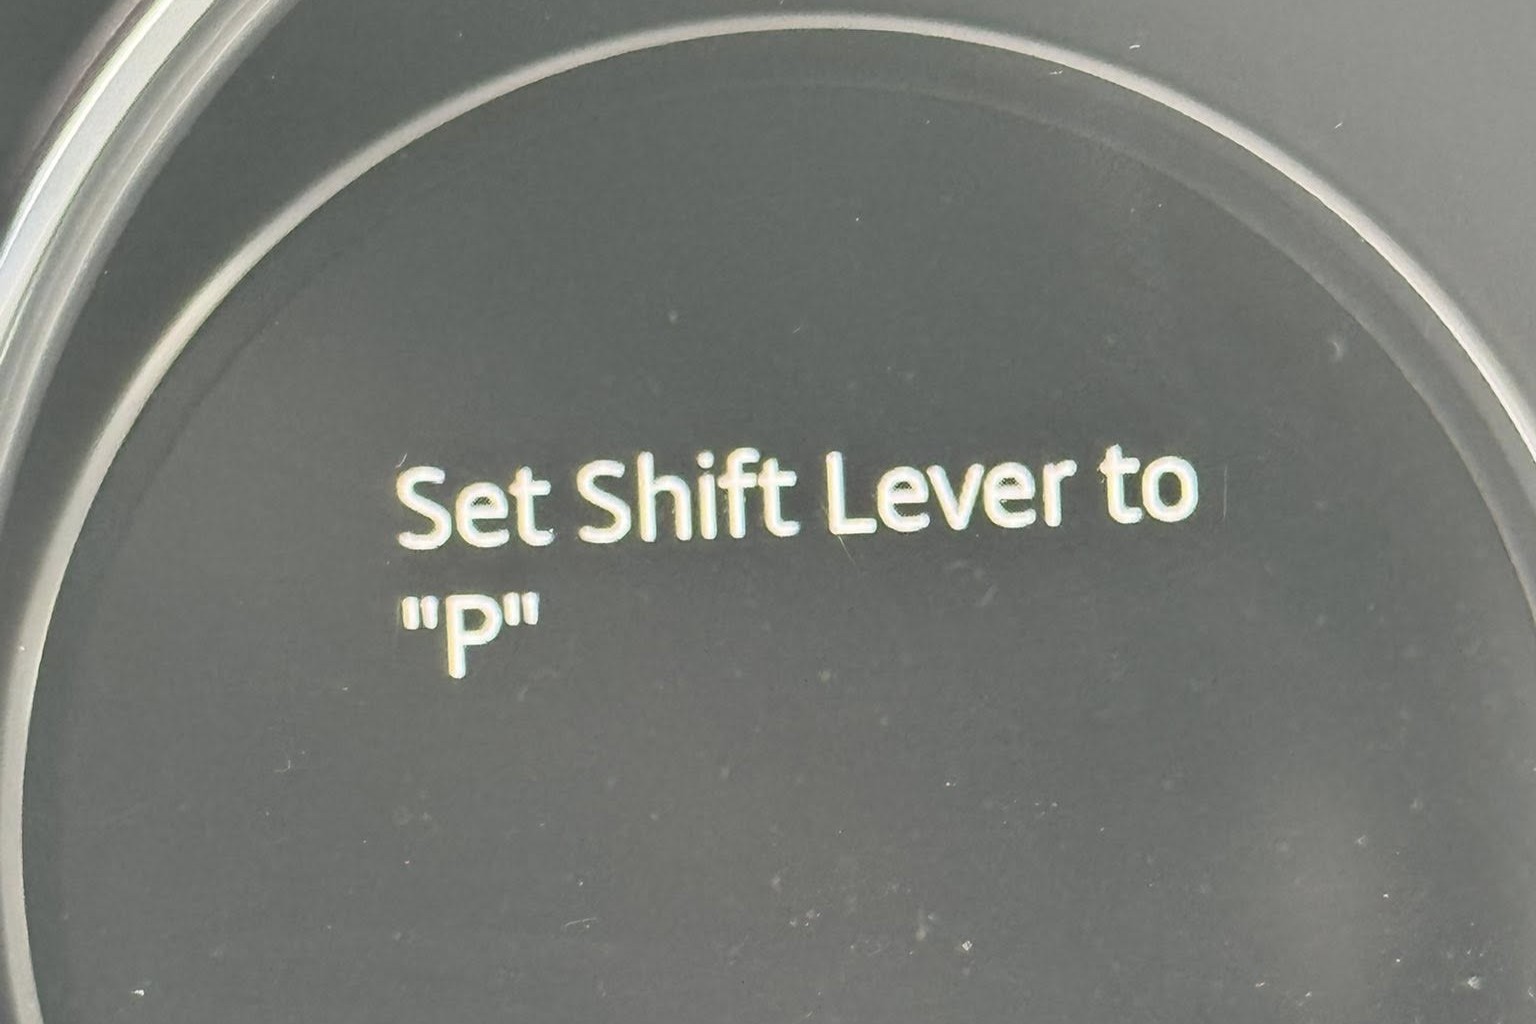 Set Shift Lever to
"P"